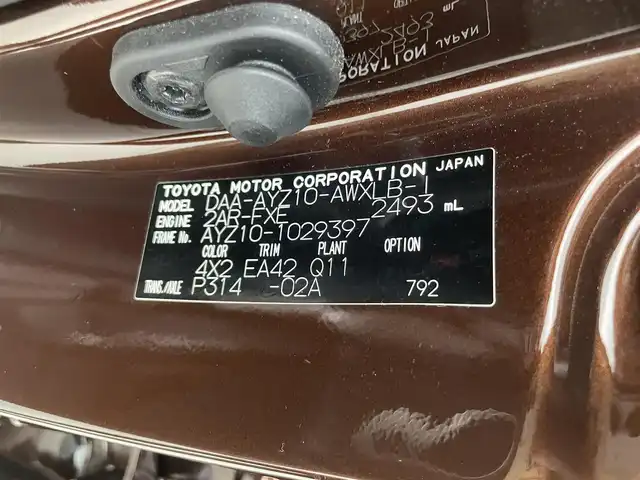 TOYOTA MOTOR CORPORATION JAPAN
MODEL DAA-AYZ10-AWXLB-I
ENGINE 2AR-FXE 2493 mL
FRAME No. AYZ10-1029397
COLOR TRIM PLANT OPTION
4X2 EA42 Q11
TRANS./AXLE P314 -02A 792